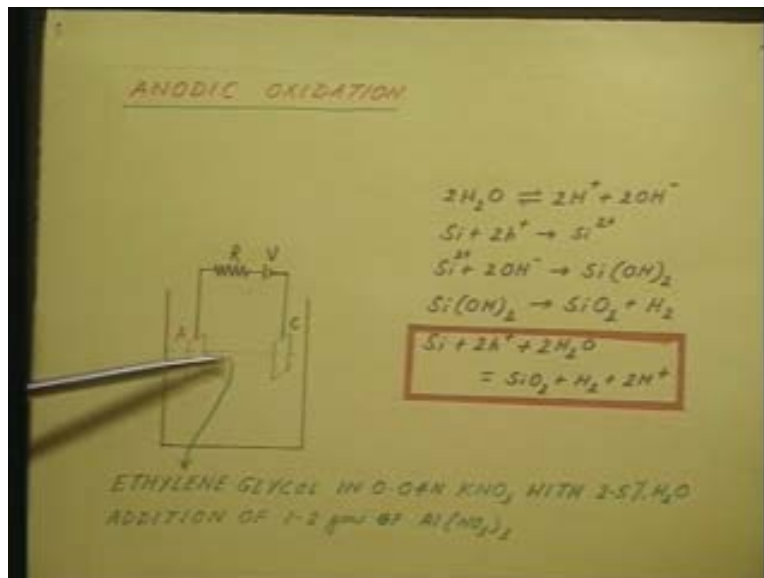 ANODIC OXIDATION
2H₂O ⇌ 2H⁺ + 2OH⁻
Si + 2h⁺ → Si²⁺
Si²⁺ + 2OH⁻ → Si(OH)₂
Si(OH)₂ → SiO₂ + H₂
Si + 2h⁺ + 2H₂O
= SiO₂ + H₂ + 2H⁺
R V
A C
ETHYLENE GLYCOL IN 0.04N KNO₃ WITH 2.5% H₂O
ADDITION OF 1-2 gms OF Al(NO₃)₃